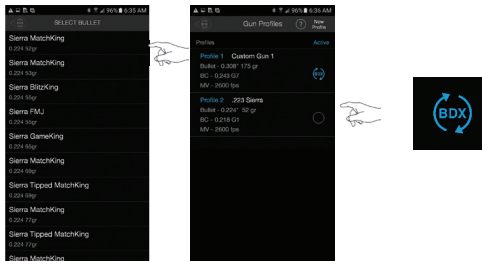 96% 6:35 AM
SELECT BULLET
Sierra MatchKing
0.224 52gr
Sierra MatchKing
0.224 53gr
Sierra BlitzKing
0.224 55gr
Sierra FMJ
0.224 55gr
Sierra GameKing
0.224 65gr
Sierra MatchKing
0.224 69gr
Sierra Tipped MatchKing
0.224 69gr
Sierra MatchKing
0.224 77gr
Sierra Tipped MatchKing
0.224 77gr
Sierra MatchKing
96% 6:36 AM
Gun Profiles ? New Profile
Profiles Active
Profile 1 Custom Gun 1
Bullet - 0.308" 175 gr
BC - 0.243 G7
MV - 2600 fps
BDX
Profile 2 .223 Sierra
Bullet - 0.224" 52 gr
BC - 0.218 G1
MV - 2600 fps
BDX